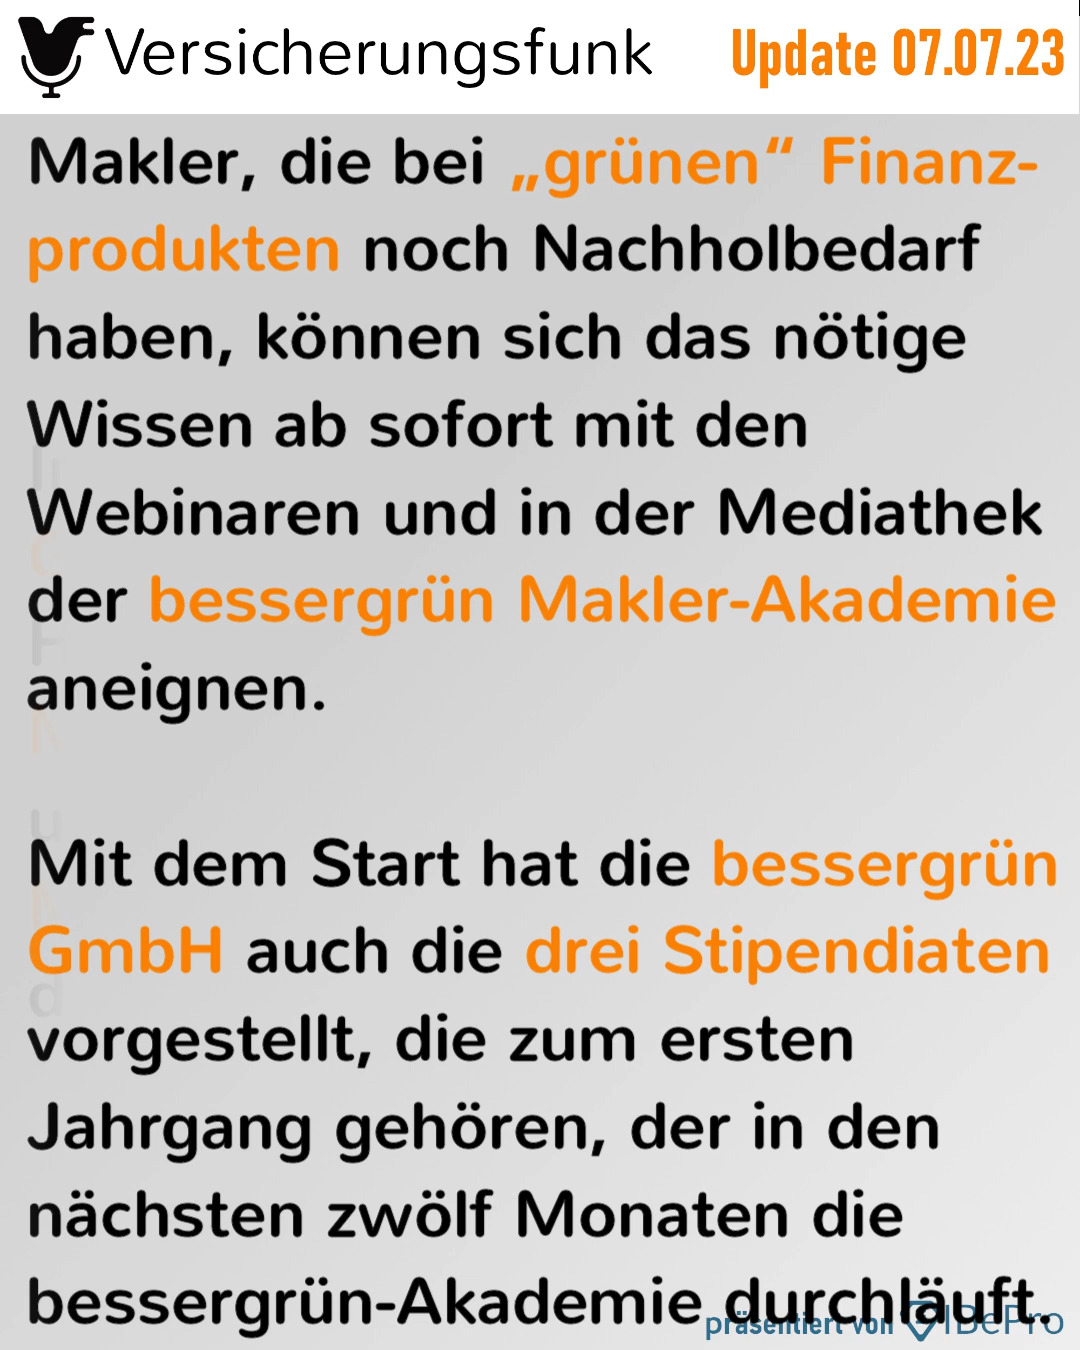 Versicherungsfunk
Update 07.07.23
Makler, die bei „grünen“ Finanz-
produkten noch Nachholbedarf
haben, können sich das nötige
Wissen ab sofort mit den
Webinaren und in der Mediathek
der bessergrün Makler-Akademie
aneignen.
Mit dem Start hat die bessergrün
GmbH auch die drei Stipendiaten
vorgestellt, die zum ersten
Jahrgang gehören, der in den
nächsten zwölf Monaten die
bessergrün-Akademie durchläuft.
präsentiert von IBePro